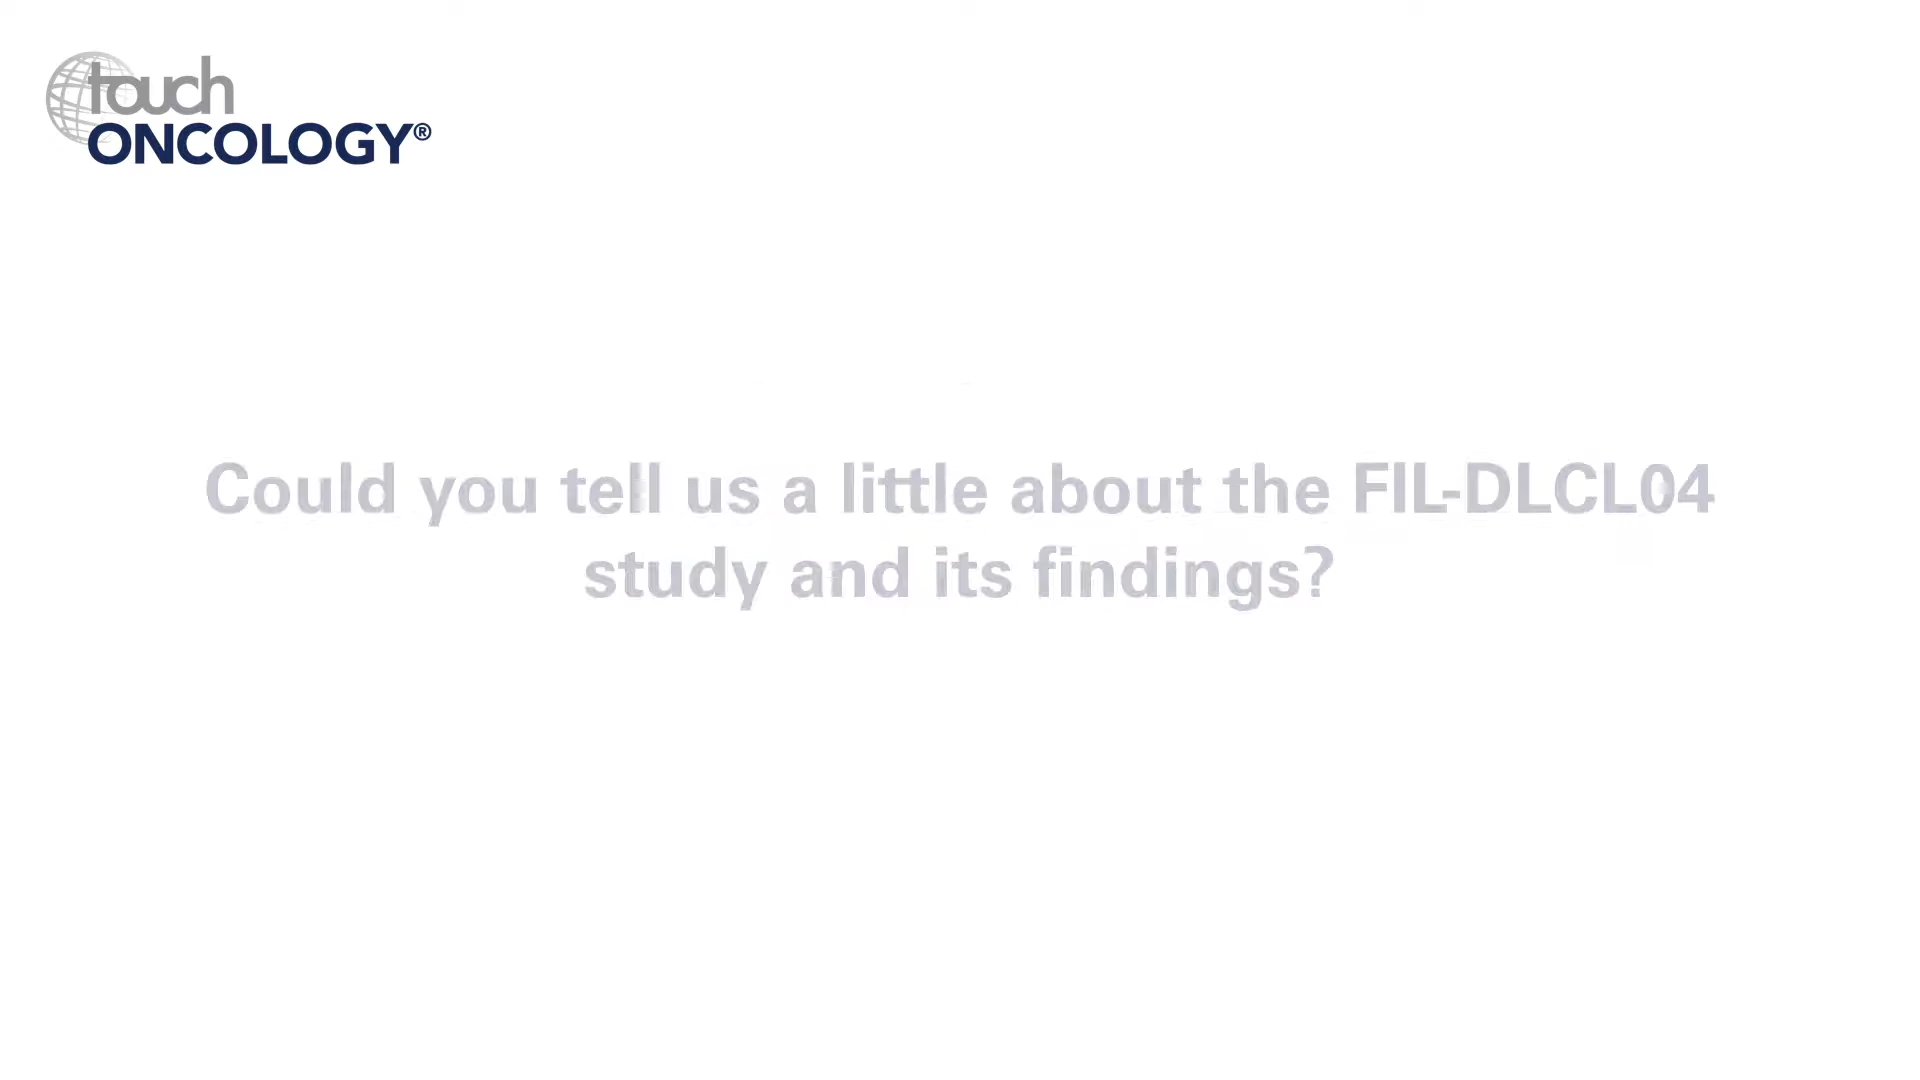 touch
ONCOLOGY®
Could you tell us a little about the FIL-DLCL04
study and its findings?